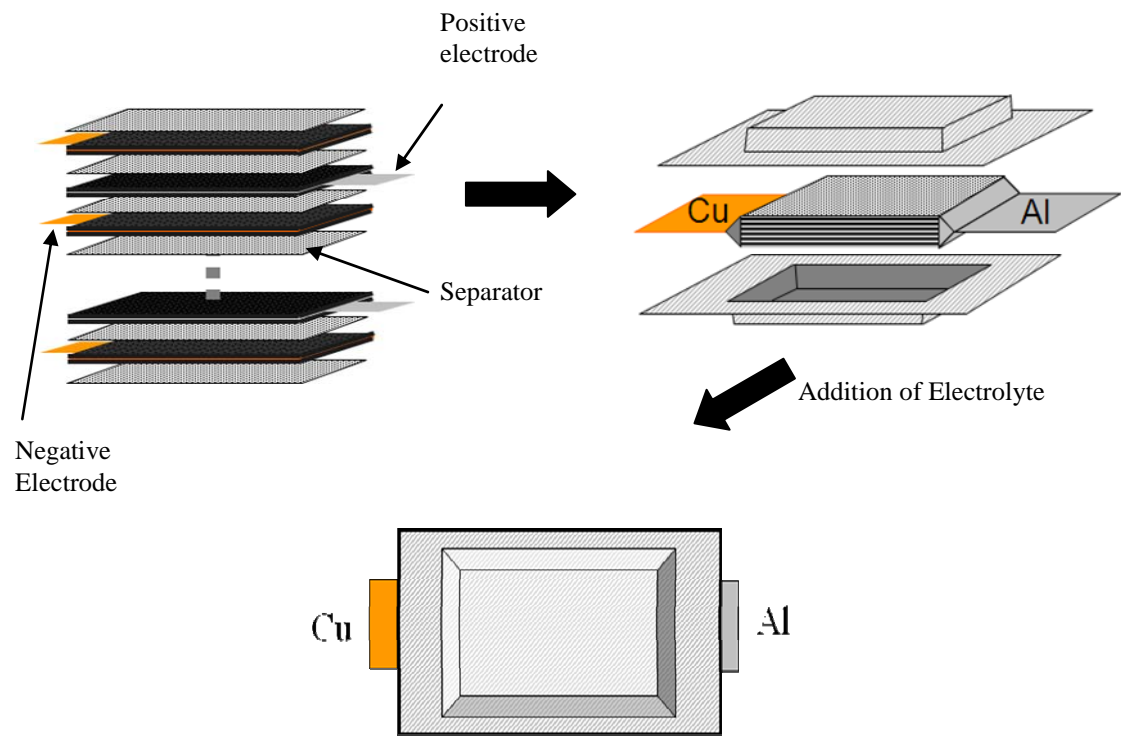 Positive
electrode
Cu
Al
Separator
Addition of Electrolyte
Negative
Electrode
Cu
Al